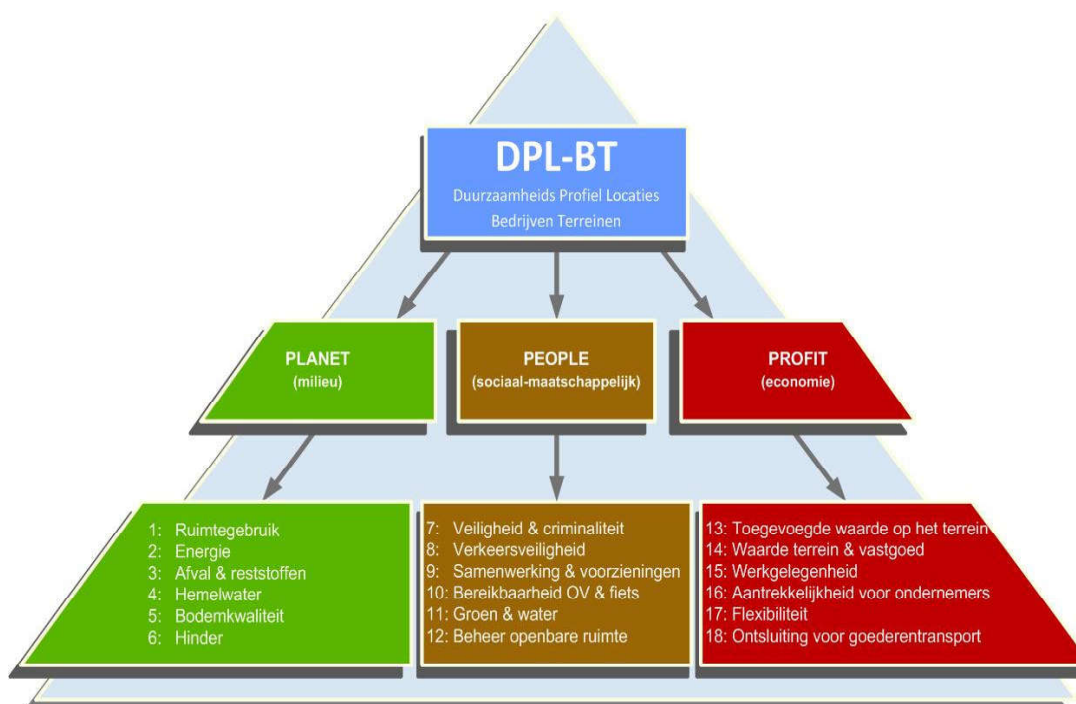 DPL-BT
Duurzaamheids Profiel Locaties
Bedrijven Terreinen
PLANET
(milieu)
PEOPLE
(sociaal-maatschappelijk)
PROFIT
(economie)
1: Ruimtegebruik
2: Energie
3: Afval & reststoffen
4: Hemelwater
5: Bodemkwaliteit
6: Hinder
7: Veiligheid & criminaliteit
8: Verkeersveiligheid
9: Samenwerking & voorzieningen
10: Bereikbaarheid OV & fiets
11: Groen & water
12: Beheer openbare ruimte
13: Toegevoegde waarde op het terrein
14: Waarde terrein & vastgoed
15: Werkgelegenheid
16: Aantrekkelijkheid voor ondernemers
17: Flexibiliteit
18: Ontsluiting voor goederentransport